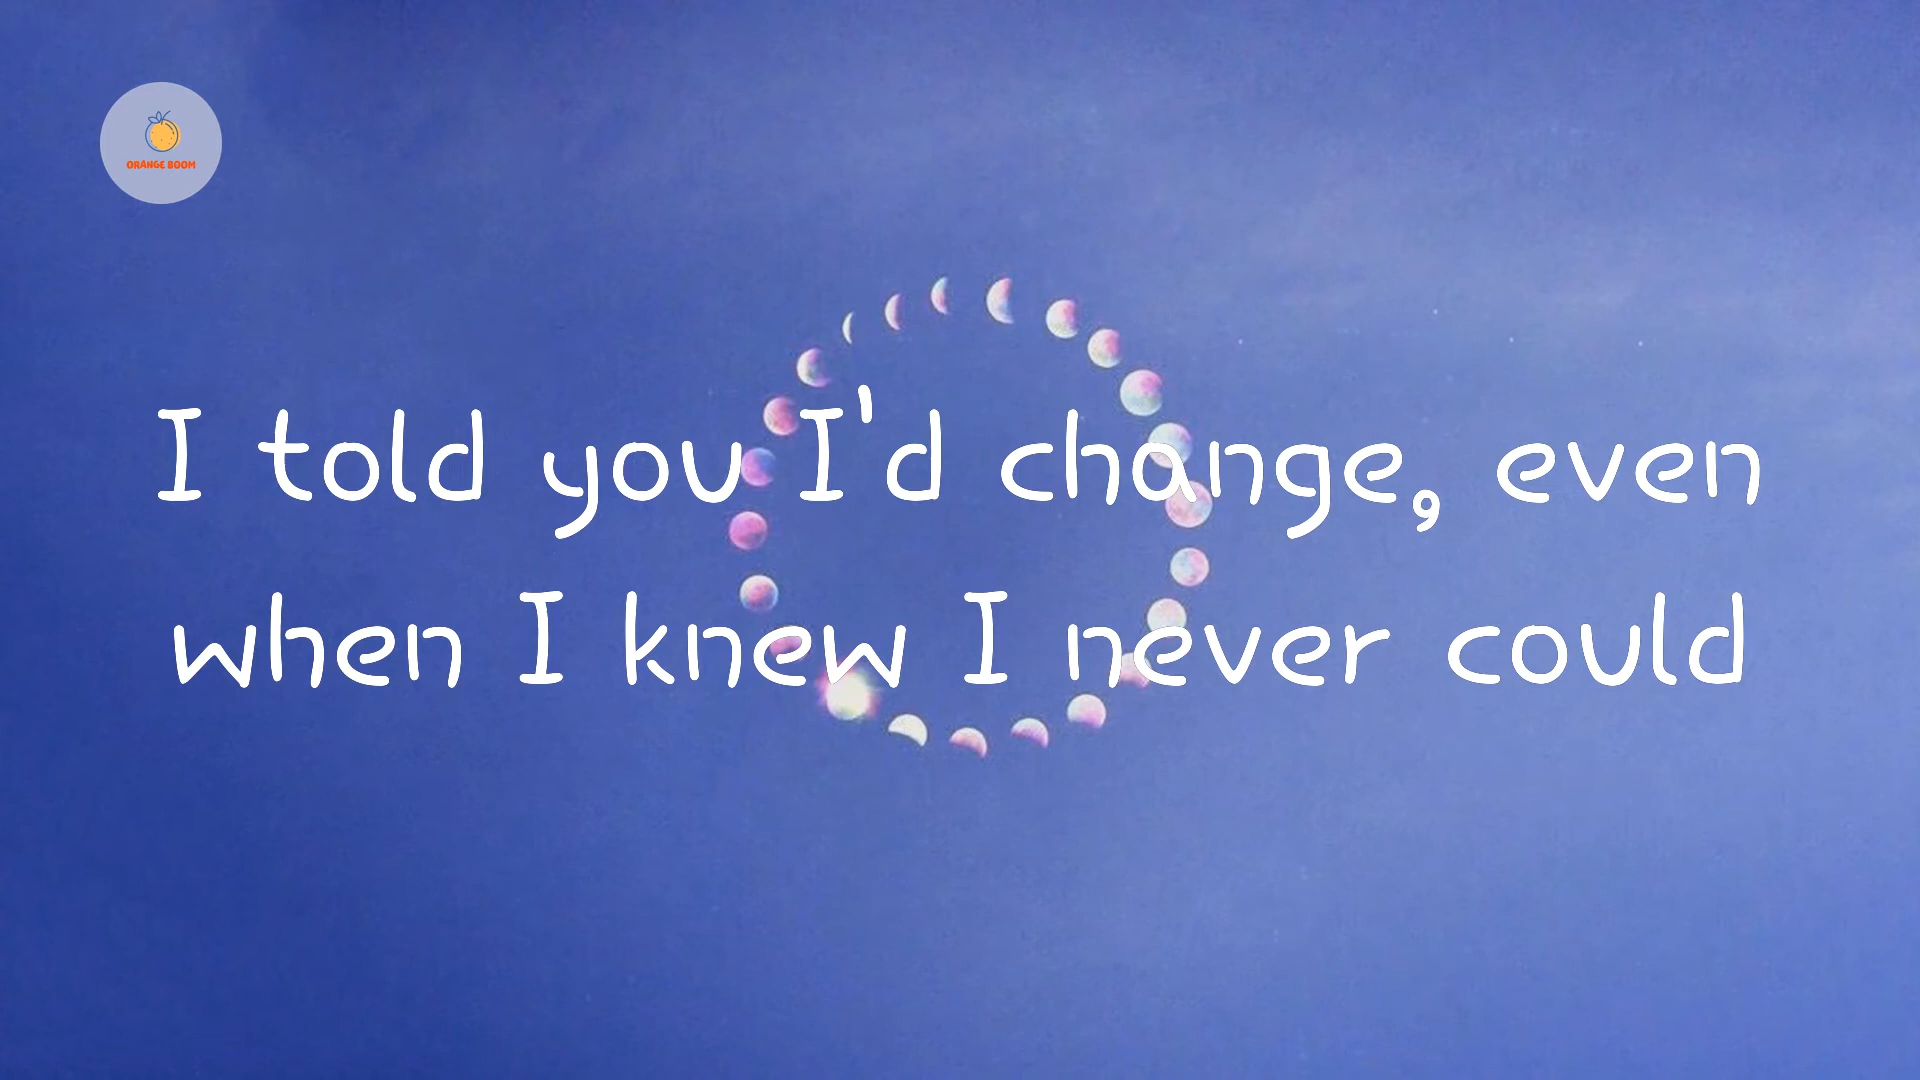 ORANGE BOOM
I told you I'd change, even
when I knew I never could